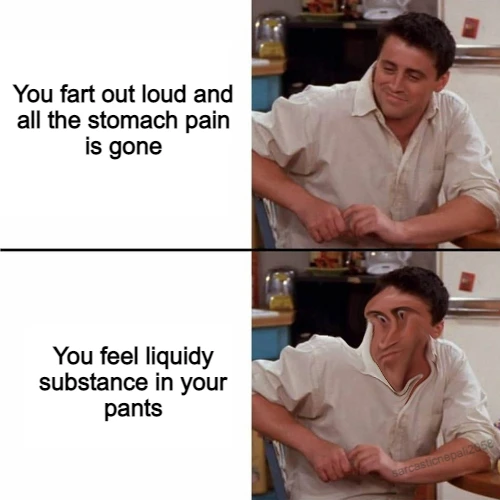 You fart out loud and
all the stomach pain
is gone
You feel liquidy
substance in your
pants